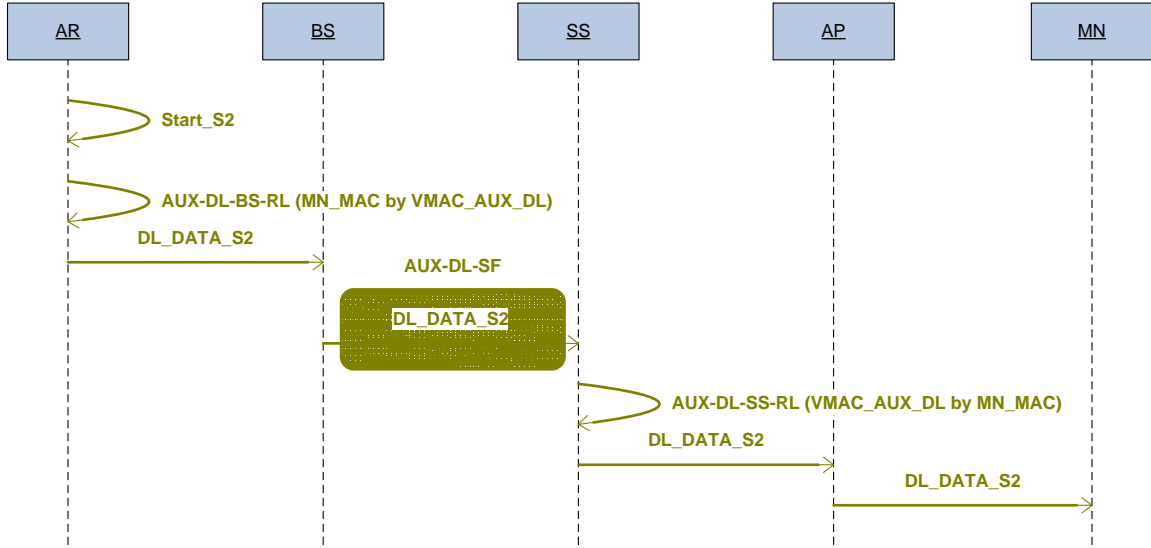 AR
BS
SS
AP
MN
Start_S2
AUX-DL-BS-RL (MN_MAC by VMAC_AUX_DL)
DL_DATA_S2
AUX-DL-SF
DL_DATA_S2
AUX-DL-SS-RL (VMAC_AUX_DL by MN_MAC)
DL_DATA_S2
DL_DATA_S2